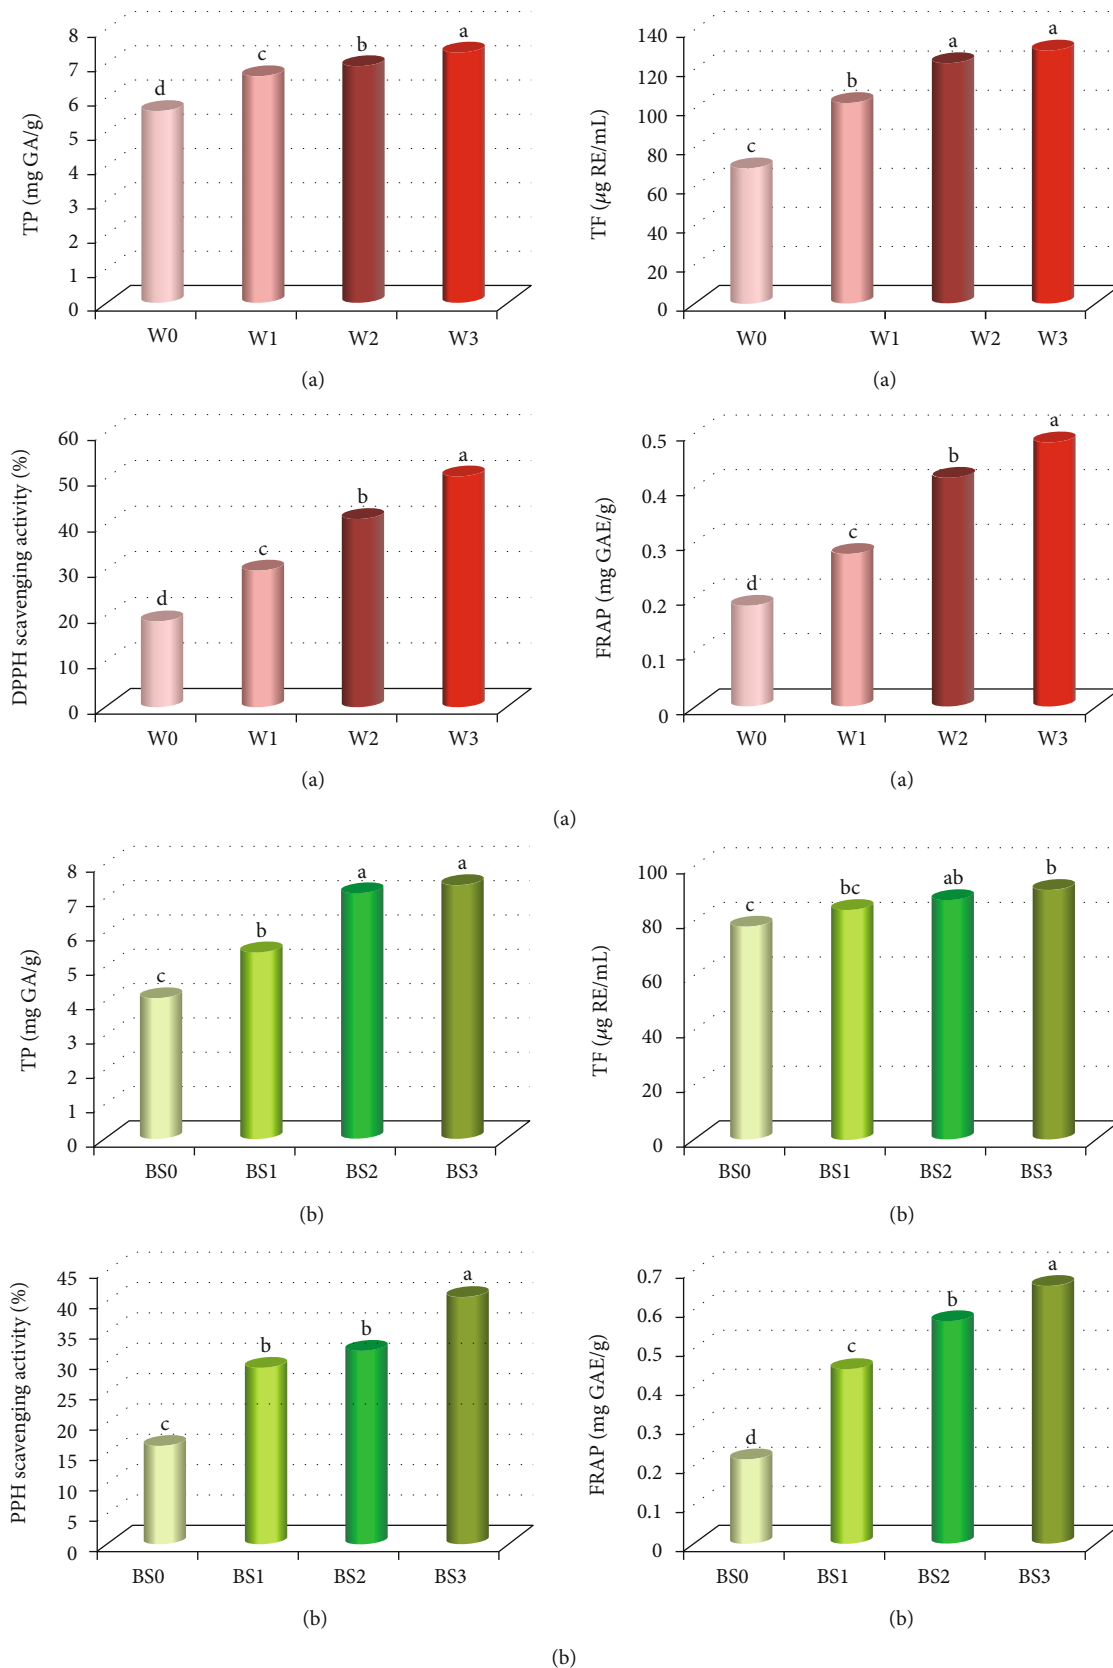 8
7
6
5
4
3
2
1
0
TP (mg GA/g)
d
c
b
a
W0 W1 W2 W3
(a)
140
120
100
80
60
40
20
0
TF (μg RE/mL)
c
b
a
a
W0 W1 W2 W3
(a)
60
50
40
30
20
10
0
DPPH scavenging activity (%)
d
c
b
a
W0 W1 W2 W3
(a)
0.5
0.4
0.3
0.2
0.1
0
FRAP (mg GAE/g)
d
c
b
a
W0 W1 W2 W3
(a)
(a)
8
7
6
5
4
3
2
1
0
TP (mg GA/g)
c
b
a
a
BS0 BS1 BS2 BS3
(b)
100
80
60
40
20
0
TF (μg RE/mL)
c
bc
ab
b
BS0 BS1 BS2 BS3
(b)
45
40
35
30
25
20
15
10
5
0
PPH scavenging activity (%)
c
b
b
a
BS0 BS1 BS2 BS3
(b)
0.7
0.6
0.5
0.4
0.3
0.2
0.1
0
FRAP (mg GAE/g)
d
c
b
a
BS0 BS1 BS2 BS3
(b)
(b)